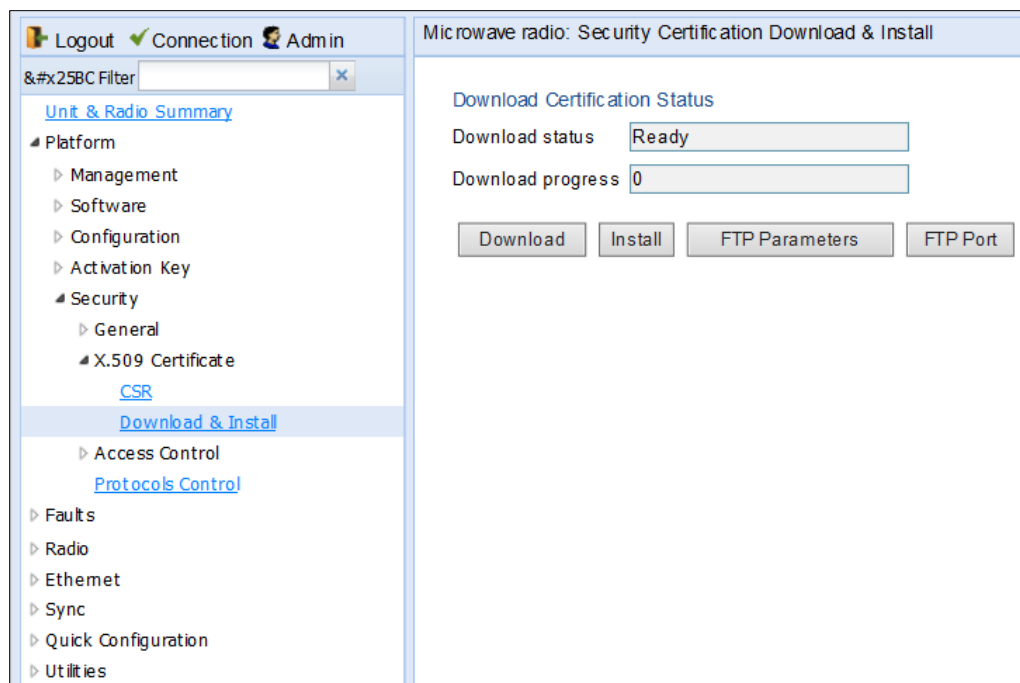 Logout Connection Admin
&#x25BC Filter
Unit & Radio Summary
Platform
Management
Software
Configuration
Activation Key
Security
General
X.509 Certificate
CSR
Download & Install
Access Control
Protocols Control
Faults
Radio
Ethernet
Sync
Quick Configuration
Utilities
Microwave radio: Security Certification Download & Install
Download Certification Status
Download status Ready
Download progress 0
Download Install FTP Parameters FTP Port